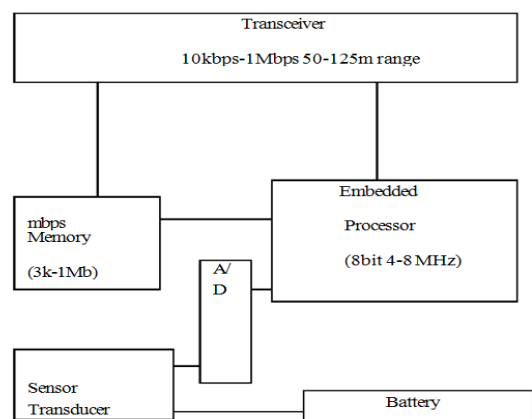 Transceiver
10kbps-1Mbps 50-125m range
mbps
Memory
(3k-1Mb)
Embedded
Processor
(8bit 4-8 MHz)
A/
D
Sensor
Transducer
Battery